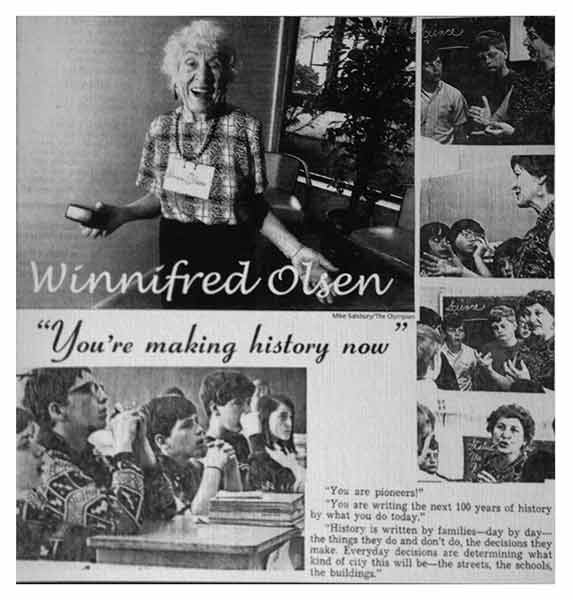 Winnifred Olsen
Mike Salsbury/The Olympian
"You're making history now"
"You are pioneers!"
"You are writing the next 100 years of history
by what you do today."
"History is written by families—day by day—
the things they do and don't do, the decisions they
make. Everyday decisions are determining what
kind of city this will be—the streets, the schools,
the buildings."